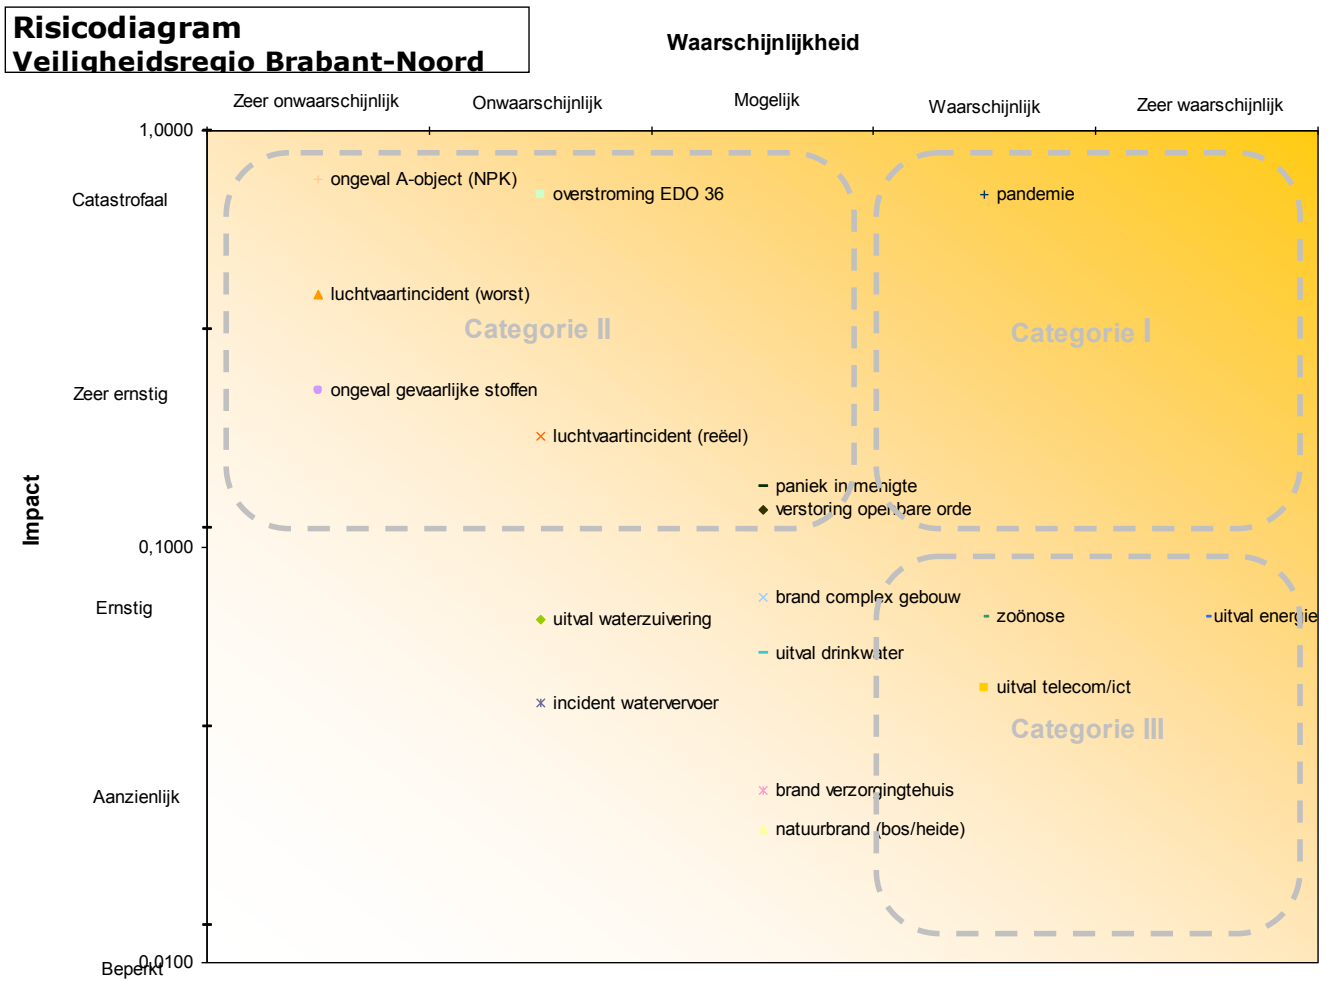 Risicodiagram
Veiligheidsregio Brabant-Noord
Waarschijnlijkheid
Zeer onwaarschijnlijk
Onwaarschijnlijk
Mogelijk
Waarschijnlijk
Zeer waarschijnlijk
1,0000
ongeval A-object (NPK)
overstroming EDO 36
pandemie
Catastrofaal
luchtvaartincident (worst)
Categorie II
Categorie I
Zeer ernstig
ongeval gevaarlijke stoffen
luchtvaartincident (reëel)
Impact
paniek in menigte
verstoring openbare orde
0,1000
Ernstig
brand complex gebouw
uitval waterzuivering
zoönose
uitval energie
uitval drinkwater
uitval telecom/ict
incident watervervoer
Categorie III
Aanzienlijk
brand verzorgingtehuis
natuurbrand (bos/heide)
0,0100
Beperkt